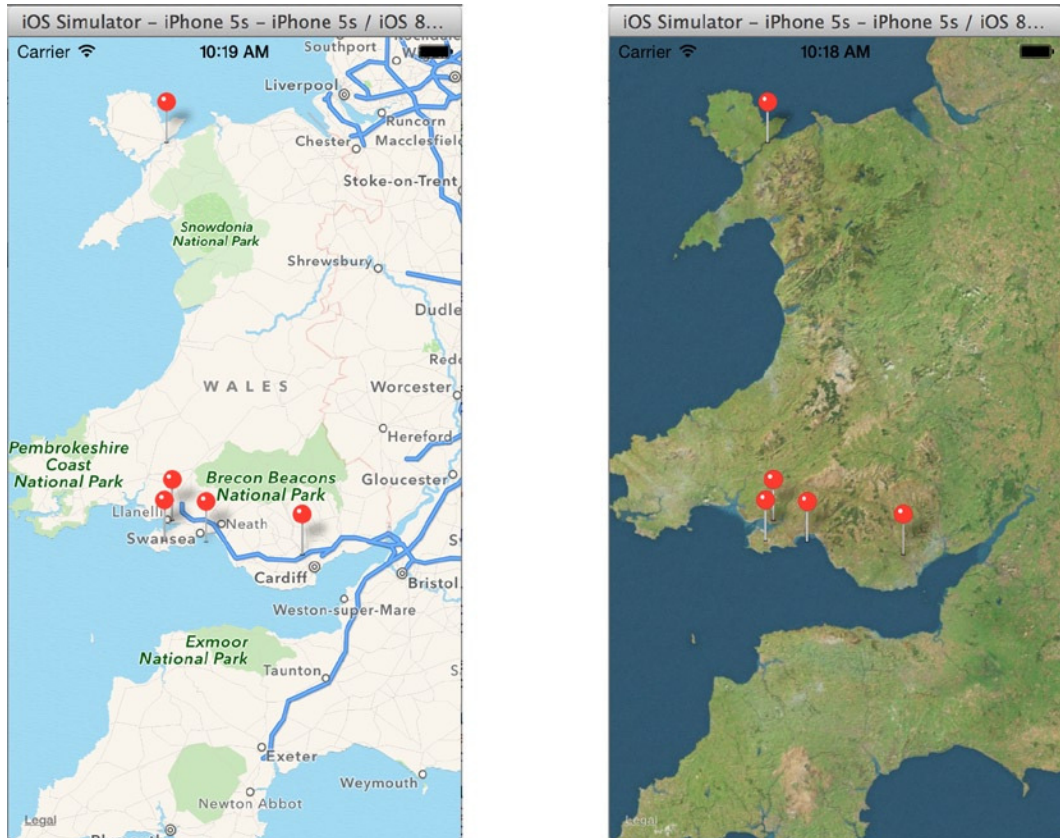 iOS Simulator – iPhone 5s – iPhone 5s / iOS 8...
Carrier
10:19 AM
Southport
Liverpool
Runcorn
Chester
Macclesfield
Stoke-on-Trent
Snowdonia
National Park
Shrewsbury
Dudle
Redd
WALES
Worcester
Hereford
Pembrokeshire
Coast
National Park
Brecon Beacons
National Park
Gloucester
Llanelli
Neath
Swansea
Cardiff
Bristol
Weston-super-Mare
Exmoor
National Park
Taunton
Exeter
Weymouth
Newton Abbot
Legal
iOS Simulator – iPhone 5s – iPhone 5s / iOS 8...
Carrier
10:18 AM
Legal